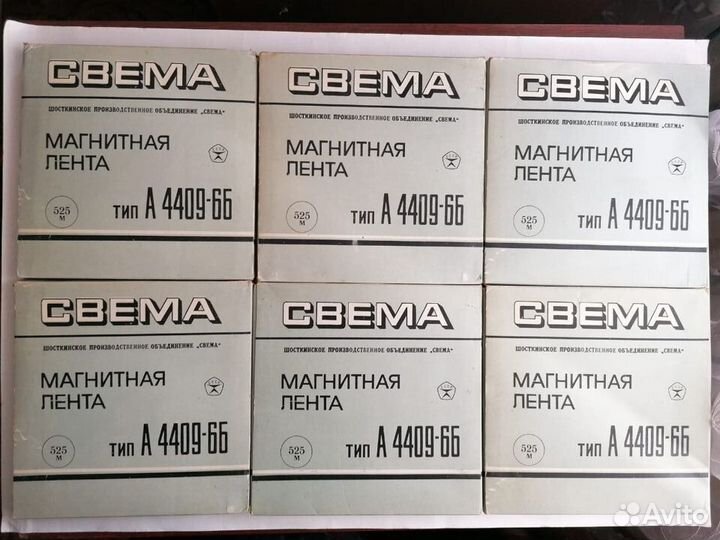 СВЕМА
ШОСТКИНСКОЕ ПРОИЗВОДСТВЕННОЕ ОБЪЕДИНЕНИЕ „СВЕМА"
МАГНИТНАЯ
ЛЕНТА
525
М
тип А 4409-6Б
СВЕМА
ШОСТКИНСКОЕ ПРОИЗВОДСТВЕННОЕ ОБЪЕДИНЕНИЕ „СВЕМА"
МАГНИТНАЯ
ЛЕНТА
525
М
тип А 4409-6Б
СВЕМА
ШОСТКИНСКОЕ ПРОИЗВОДСТВЕННОЕ ОБЪЕДИНЕНИЕ „СВЕМА"
МАГНИТНАЯ
ЛЕНТА
525
М
тип А 4409-6Б
СВЕМА
ШОСТКИНСКОЕ ПРОИЗВОДСТВЕННОЕ ОБЪЕДИНЕНИЕ „СВЕМА"
МАГНИТНАЯ
ЛЕНТА
525
М
тип А 4409-6Б
СВЕМА
ШОСТКИНСКОЕ ПРОИЗВОДСТВЕННОЕ ОБЪЕДИНЕНИЕ „СВЕМА"
МАГНИТНАЯ
ЛЕНТА
525
М
тип А 4409-6Б
СВЕМА
ШОСТКИНСКОЕ ПРОИЗВОДСТВЕННОЕ ОБЪЕДИНЕНИЕ „СВЕМА"
МАГНИТНАЯ
ЛЕНТА
525
М
тип А 4409-6Б
Avito